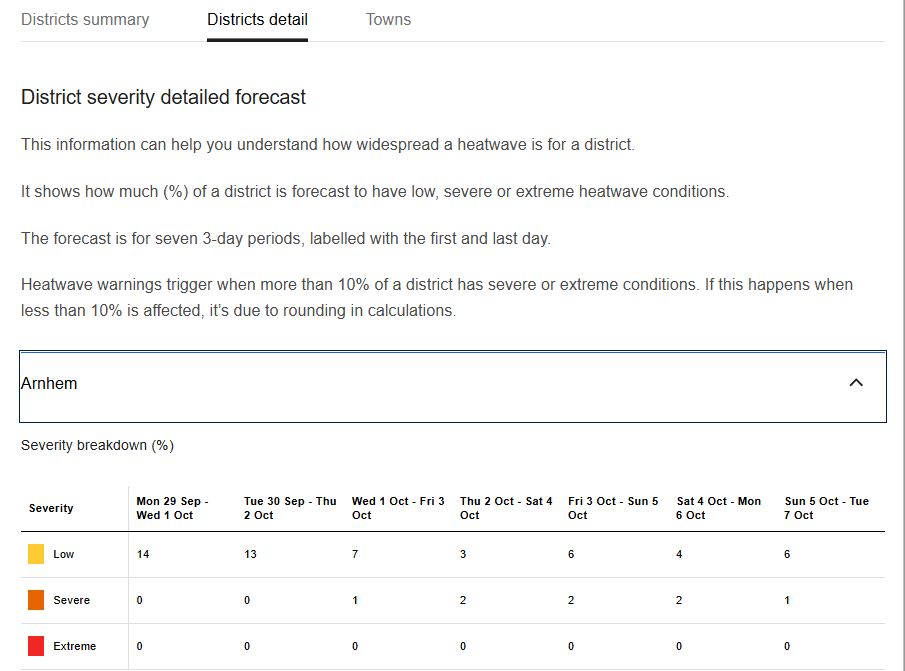 Districts summary Districts detail Towns
District severity detailed forecast
This information can help you understand how widespread a heatwave is for a district.
It shows how much (%) of a district is forecast to have low, severe or extreme heatwave conditions.
The forecast is for seven 3-day periods, labelled with the first and last day.
Heatwave warnings trigger when more than 10% of a district has severe or extreme conditions. If this happens when
less than 10% is affected, it's due to rounding in calculations.
Arnhem
Severity breakdown (%)
Severity Mon 29 Sep - Wed 1 Oct Tue 30 Sep - Thu 2 Oct Wed 1 Oct - Fri 3 Oct Thu 2 Oct - Sat 4 Oct Fri 3 Oct - Sun 5 Oct Sat 4 Oct - Mon 6 Oct Sun 5 Oct - Tue 7 Oct
Low 14 13 7 3 6 4 6
Severe 0 0 1 2 2 2 1
Extreme 0 0 0 0 0 0 0